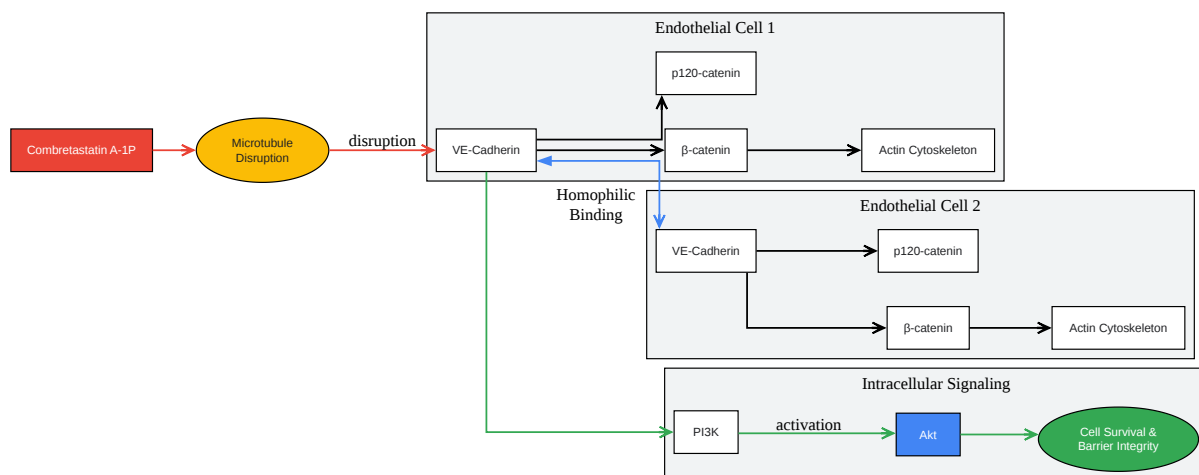 Endothelial Cell 1
p120-catenin
Combretastatin A-1P
Microtubule
Disruption
disruption
VE-Cadherin
β-catenin
Actin Cytoskeleton
Homophilic
Binding
Endothelial Cell 2
VE-Cadherin
p120-catenin
β-catenin
Actin Cytoskeleton
Intracellular Signaling
PI3K
activation
Akt
Cell Survival &
Barrier Integrity